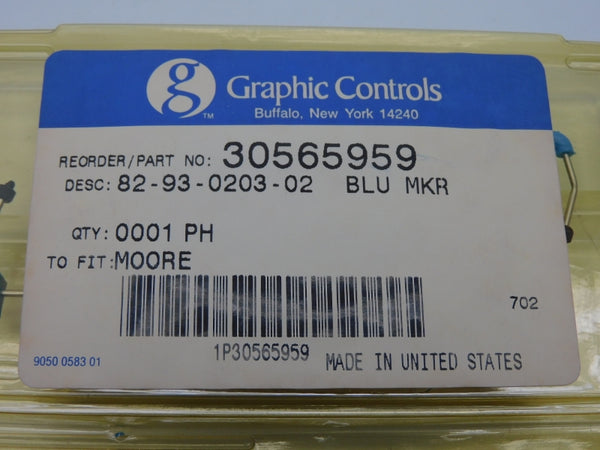 g
TM
Graphic Controls
Buffalo, New York 14240
REORDER/PART NO: 30565959
DESC: 82-93-0203-02 BLU MKR
QTY: 0001 PH
TO FIT: MOORE
702
1P30565959
MADE IN UNITED STATES
9050 0583 01